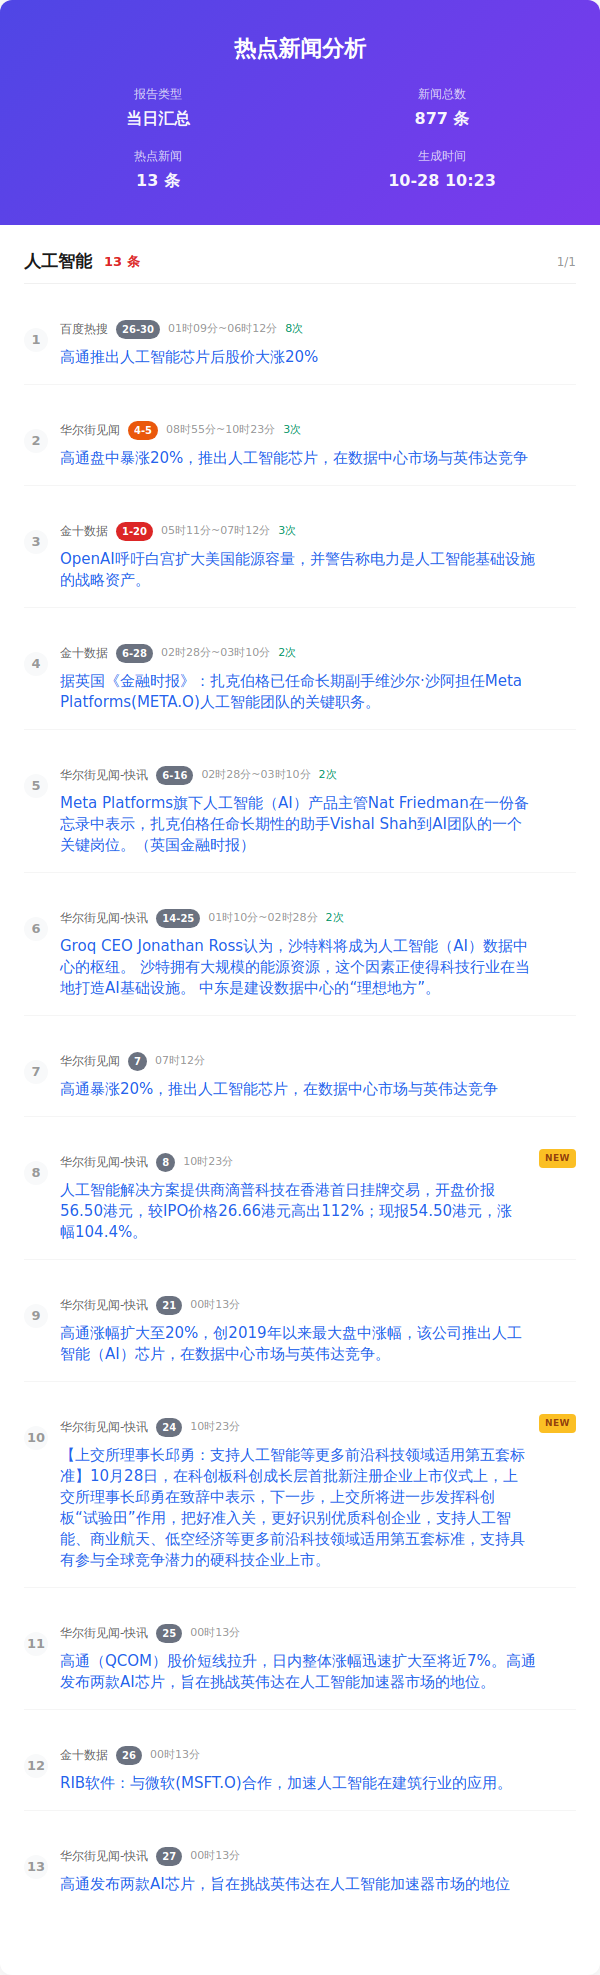 热点新闻分析
报告类型
新闻总数
当日汇总
877 条
热点新闻
生成时间
13 条
10-28 10:23
人工智能 13 条 1/1
1
百度热搜 26-30 01时09分~06时12分 8次
高通推出人工智能芯片后股价大涨20%
2
华尔街见闻 4-5 08时55分~10时23分 3次
高通盘中暴涨20%，推出人工智能芯片，在数据中心市场与英伟达竞争
3
金十数据 1-20 05时11分~07时12分 3次
OpenAI呼吁白宫扩大美国能源容量，并警告称电力是人工智能基础设施
的战略资产。
4
金十数据 6-28 02时28分~03时10分 2次
据英国《金融时报》：扎克伯格已任命长期副手维沙尔·沙阿担任Meta
Platforms(META.O)人工智能团队的关键职务。
5
华尔街见闻-快讯 6-16 02时28分~03时10分 2次
Meta Platforms旗下人工智能（AI）产品主管Nat Friedman在一份备
忘录中表示，扎克伯格任命长期性的助手Vishal Shah到AI团队的一个
关键岗位。（英国金融时报）
6
华尔街见闻-快讯 14-25 01时10分~02时28分 2次
Groq CEO Jonathan Ross认为，沙特料将成为人工智能（AI）数据中
心的枢纽。 沙特拥有大规模的能源资源，这个因素正使得科技行业在当
地打造AI基础设施。 中东是建设数据中心的“理想地方”。
7
华尔街见闻 7 07时12分
高通暴涨20%，推出人工智能芯片，在数据中心市场与英伟达竞争
8
华尔街见闻-快讯 8 10时23分 NEW
人工智能解决方案提供商滴普科技在香港首日挂牌交易，开盘价报
56.50港元，较IPO价格26.66港元高出112%；现报54.50港元，涨
幅104.4%。
9
华尔街见闻-快讯 21 00时13分
高通涨幅扩大至20%，创2019年以来最大盘中涨幅，该公司推出人工
智能（AI）芯片，在数据中心市场与英伟达竞争。
10
华尔街见闻-快讯 24 10时23分 NEW
【上交所理事长邱勇：支持人工智能等更多前沿科技领域适用第五套标
准】10月28日，在科创板科创成长层首批新注册企业上市仪式上，上
交所理事长邱勇在致辞中表示，下一步，上交所将进一步发挥科创
板“试验田”作用，把好准入关，更好识别优质科创企业，支持人工智
能、商业航天、低空经济等更多前沿科技领域适用第五套标准，支持具
有参与全球竞争潜力的硬科技企业上市。
11
华尔街见闻-快讯 25 00时13分
高通（QCOM）股价短线拉升，日内整体涨幅迅速扩大至将近7%。高通
发布两款AI芯片，旨在挑战英伟达在人工智能加速器市场的地位。
12
金十数据 26 00时13分
RIB软件：与微软(MSFT.O)合作，加速人工智能在建筑行业的应用。
13
华尔街见闻-快讯 27 00时13分
高通发布两款AI芯片，旨在挑战英伟达在人工智能加速器市场的地位